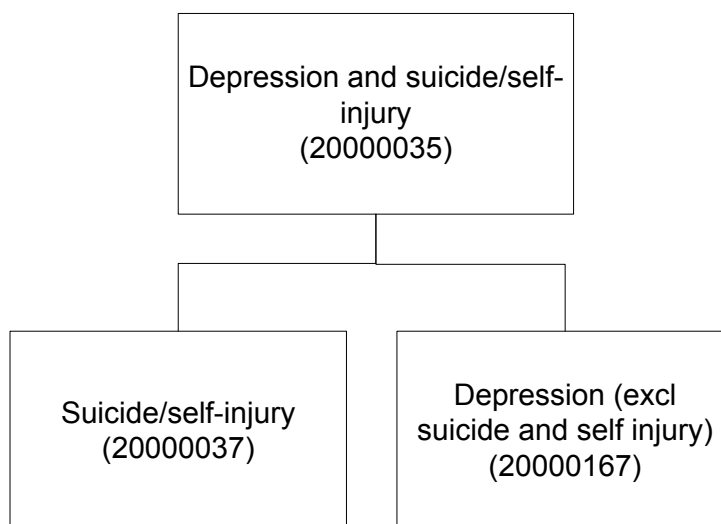 Depression and suicide/self-
injury
(20000035)
Suicide/self-injury
(20000037)
Depression (excl
suicide and self injury)
(20000167)